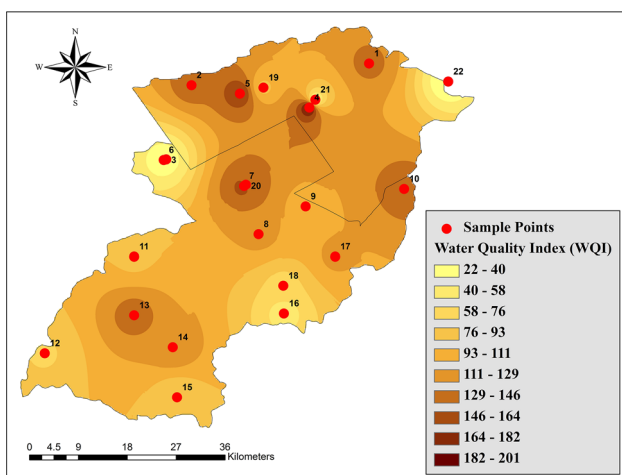 N
W E
S
1
2
19
5
21
22
4
6
3
7
20
10
9
8
11
17
18
13
16
14
12
15
Sample Points
Water Quality Index (WQI)
22 - 40
40 - 58
58 - 76
76 - 93
93 - 111
111 - 129
129 - 146
146 - 164
164 - 182
182 - 201
0 4.5 9 18 27 36
Kilometers